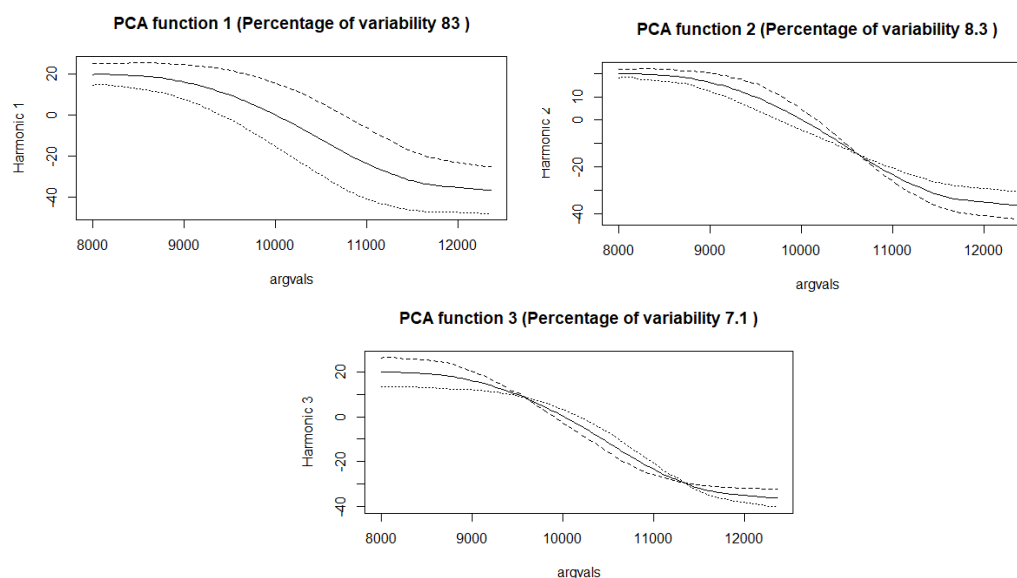 PCA function 1 (Percentage of variability 83 )
Harmonic 1
20
0
-20
-40
8000 9000 10000 11000 12000
argvals
PCA function 2 (Percentage of variability 8.3 )
Harmonic 2
10
0
-20
-40
8000 9000 10000 11000 12000
argvals
PCA function 3 (Percentage of variability 7.1 )
Harmonic 3
20
0
-20
-40
8000 9000 10000 11000 12000
argvals